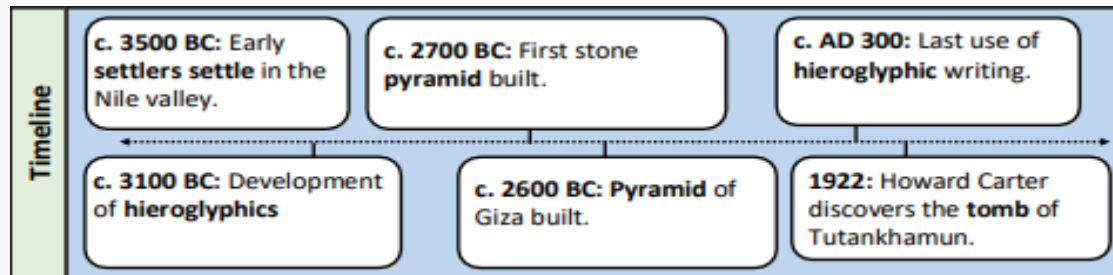 Timeline
c. 3500 BC: Early
settlers settle in the
Nile valley.
c. 2700 BC: First stone
pyramid built.
c. AD 300: Last use of
hieroglyphic writing.
c. 3100 BC: Development
of hieroglyphics
c. 2600 BC: Pyramid of
Giza built.
1922: Howard Carter
discovers the tomb of
Tutankhamun.